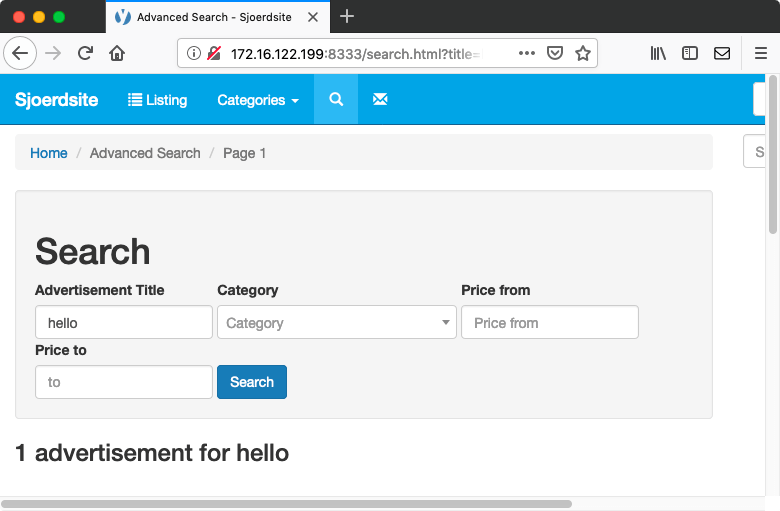 Advanced Search - Sjoerdsite
172.16.122.199:8333/search.html?title=
Sjoerdsite Listing Categories
Home / Advanced Search / Page 1
S
Search
Advertisement Title Category Price from
hello Category Price from
Price to
to Search
1 advertisement for hello